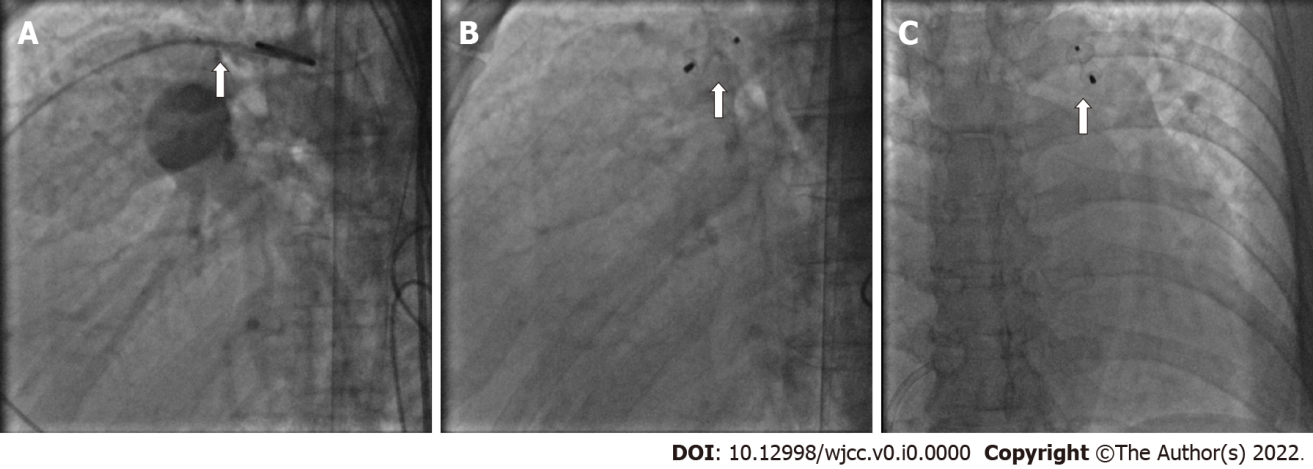 A
B
C
DOI: 10.12998/wjcc.v0.i0.0000 Copyright ©The Author(s) 2022.